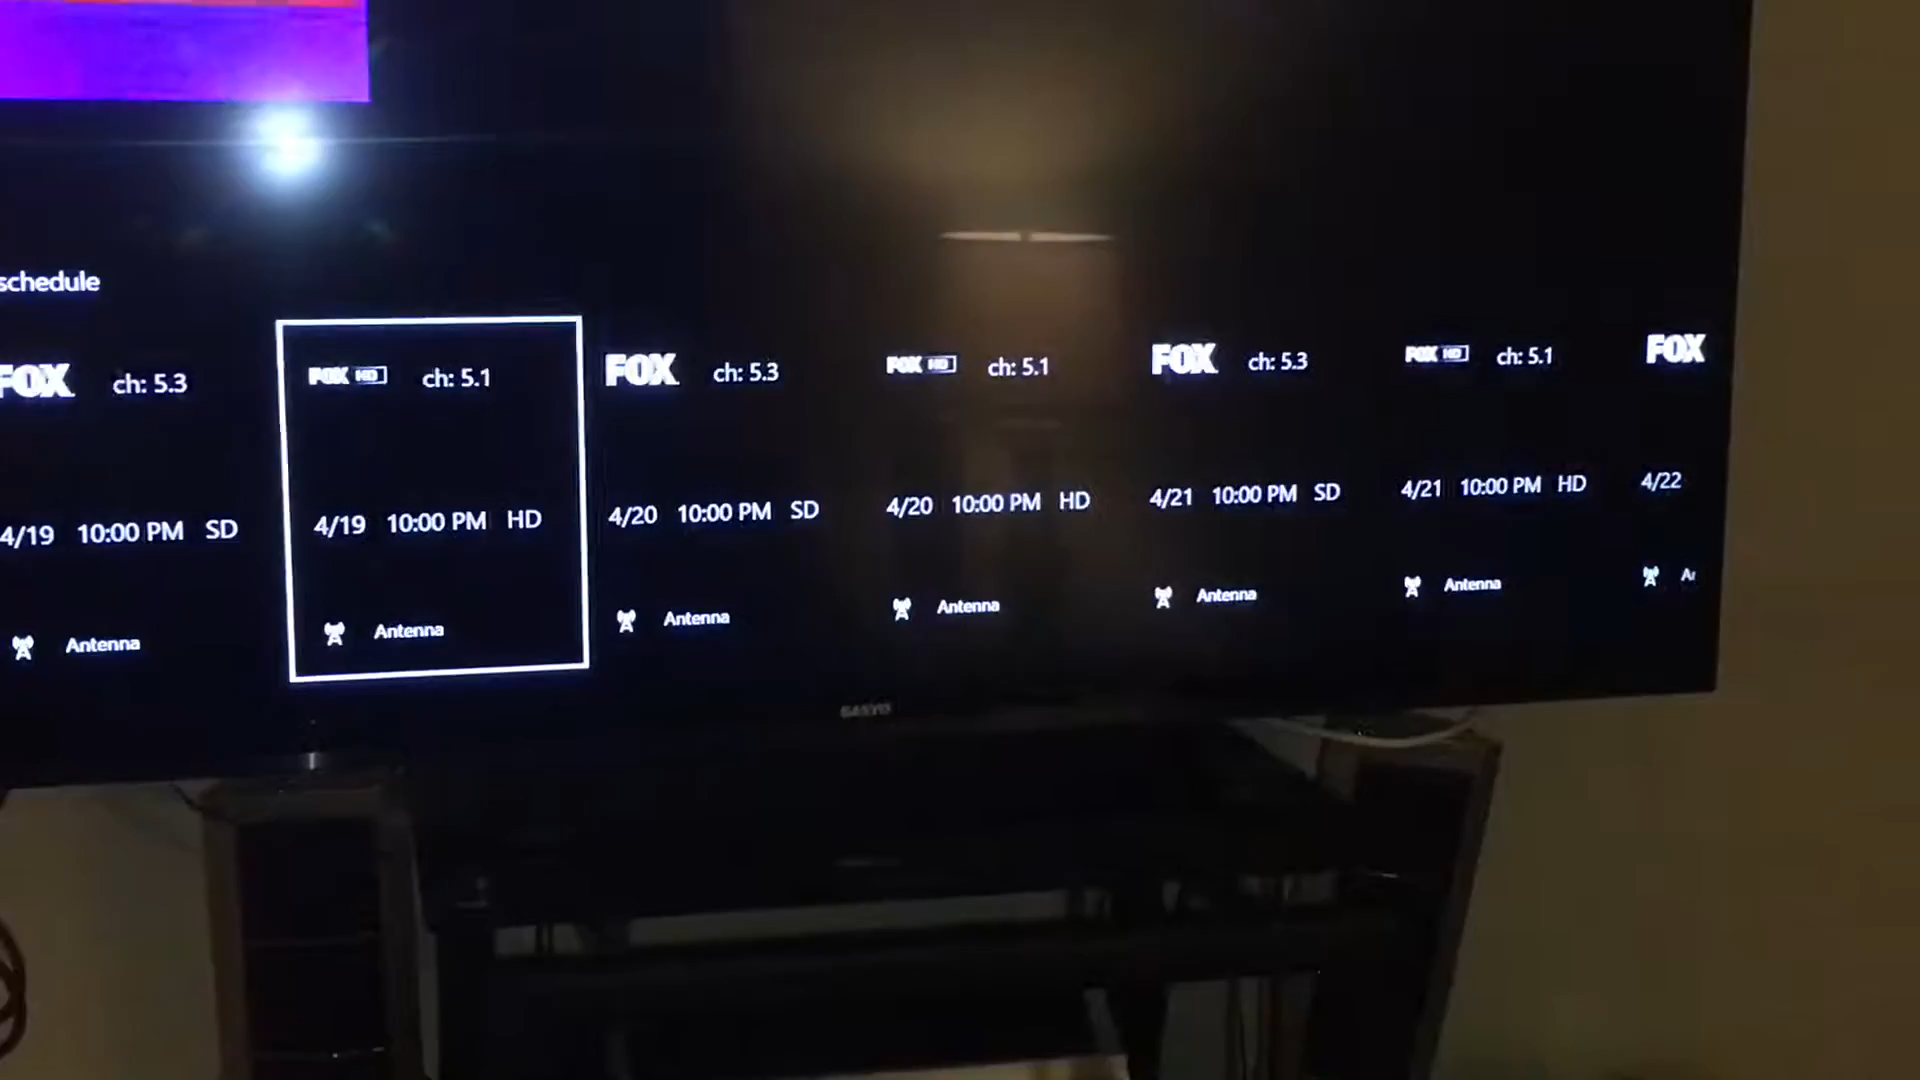 schedule
FOX ch: 5.3
4/19 10:00 PM SD
Antenna
FOX HD ch: 5.1
4/19 10:00 PM HD
Antenna
FOX ch: 5.3
4/20 10:00 PM SD
Antenna
FOX HD ch: 5.1
4/20 10:00 PM HD
Antenna
FOX ch: 5.3
4/21 10:00 PM SD
Antenna
FOX HD ch: 5.1
4/21 10:00 PM HD
Antenna
FOX
4/22
SANYO